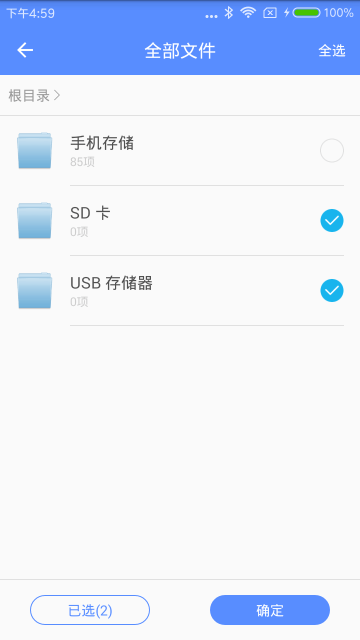 下午4:59
100%
全部文件
全选
根目录
手机存储
85项
SD 卡
0项
USB 存储器
0项
已选(2)
确定